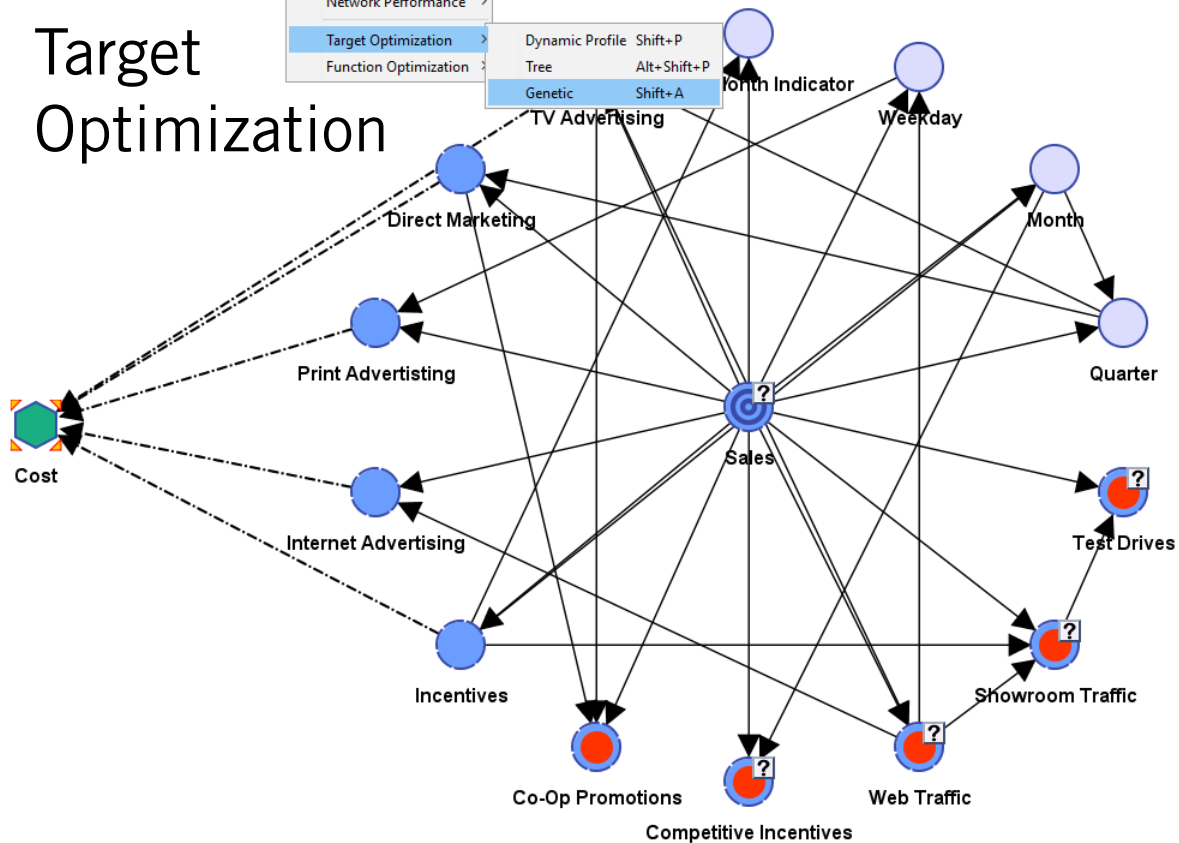 Target
Optimization
Network Performance
Target Optimization
Function Optimization
Dynamic Profile Shift+P
Tree Alt+Shift+P
Genetic Shift+A
Indicator
TV Advertising
Weekday
Direct Marketing
Month
Print Advertisting
Quarter
?
Cost
Sales
?
Internet Advertising
Test Drives
?
Incentives
Showroom Traffic
?
?
Co-Op Promotions
Web Traffic
Competitive Incentives